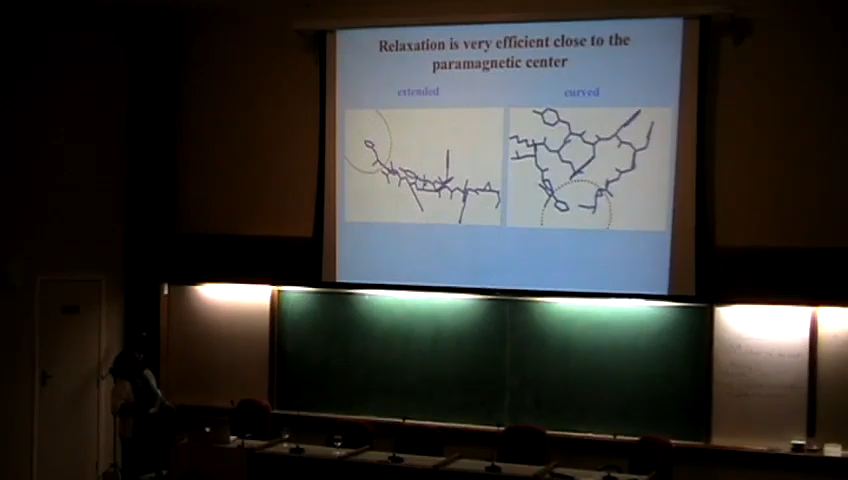 Relaxation is very efficient close to the
paramagnetic center
extended
curved